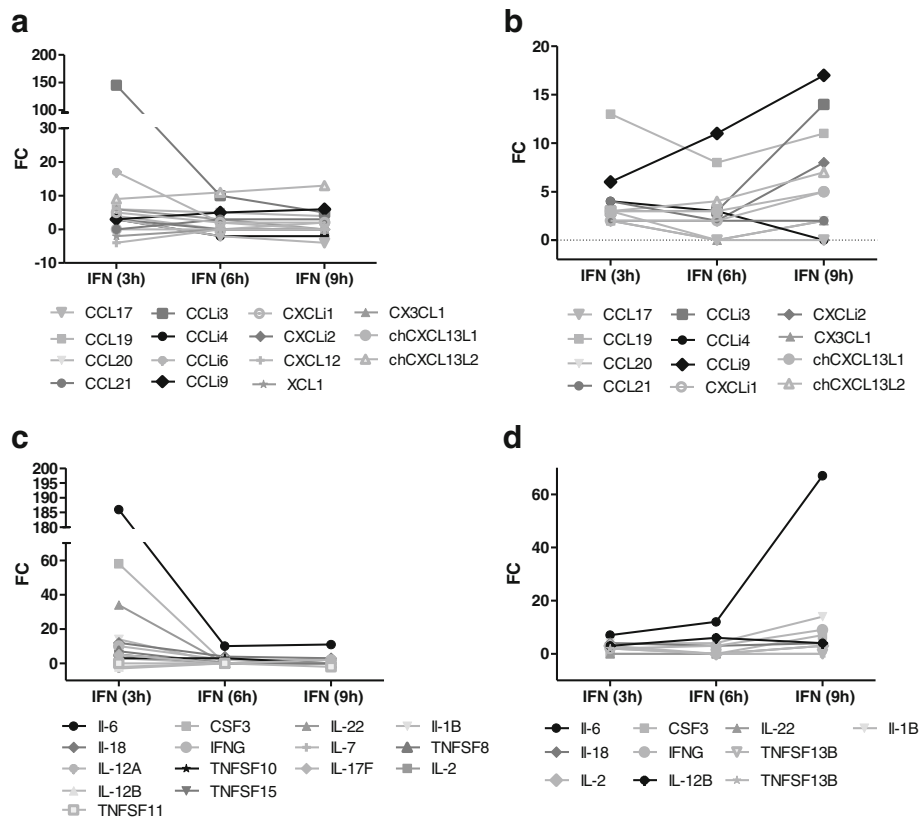 a
200
150
100
30
20
10
0
-10
FC
IFN (3h) IFN (6h) IFN (9h)
CCL17 CCLi3 CXCLi1 CX3CL1
CCL19 CCLi4 CXCLi2 chCXCL13L1
CCL20 CCLi6 CXCL12 chCXCL13L2
CCL21 CCLi9 XCL1
b
20
15
10
5
0
FC
IFN (3h) IFN (6h) IFN (9h)
CCL17 CCLi3 CXCLi2
CCL19 CCLi4 CX3CL1
CCL20 CCLi9 chCXCL13L1
CCL21 CXCLi1 chCXCL13L2
c
200
195
190
185
180
60
40
20
0
FC
IFN (3h) IFN (6h) IFN (9h)
Il-6 CSF3 IL-22 Il-1B
Il-18 IFNG IL-7 TNFSF8
IL-12A TNFSF10 IL-17F IL-2
IL-12B TNFSF15
TNFSF11
d
60
40
20
0
FC
IFN (3h) IFN (6h) IFN (9h)
Il-6 CSF3 IL-22 Il-1B
Il-18 IFNG TNFSF13B
IL-2 IL-12B TNFSF13B